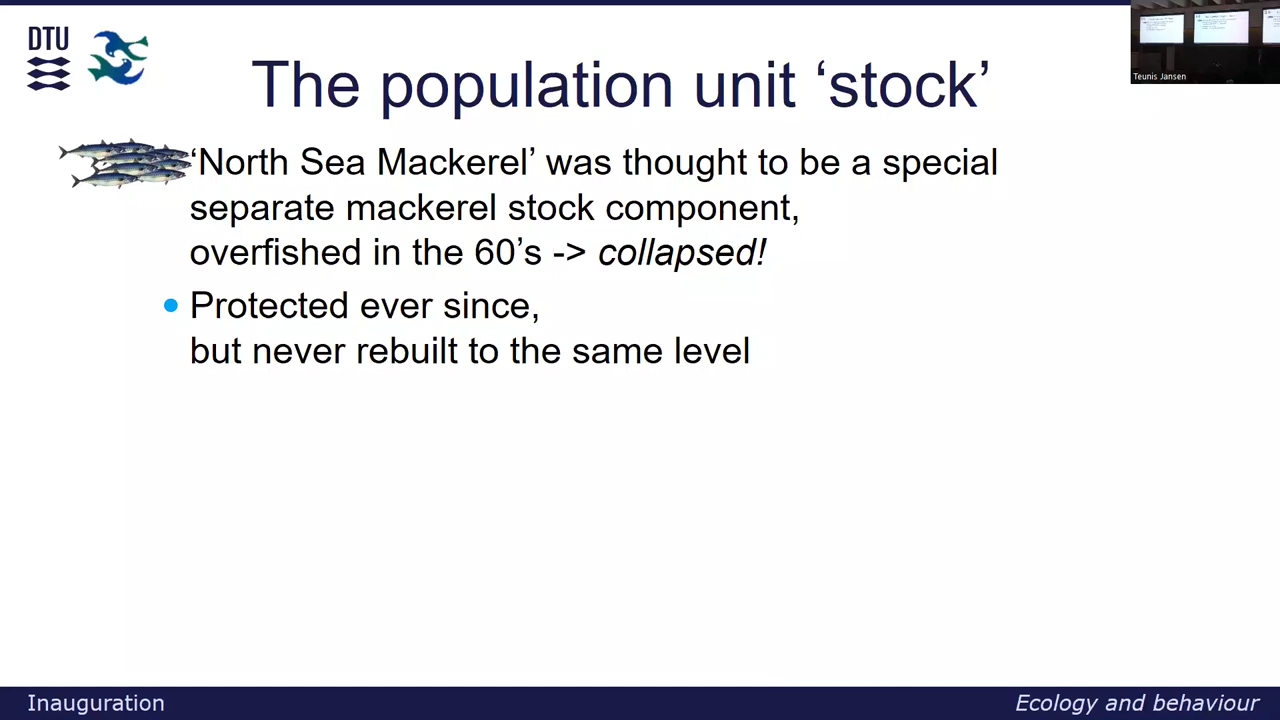 DTU
The population unit ‘stock’
Teunis Jansen
‘North Sea Mackerel’ was thought to be a special
separate mackerel stock component,
overfished in the 60’s -> collapsed!
Protected ever since,
but never rebuilt to the same level
Inauguration
Ecology and behaviour